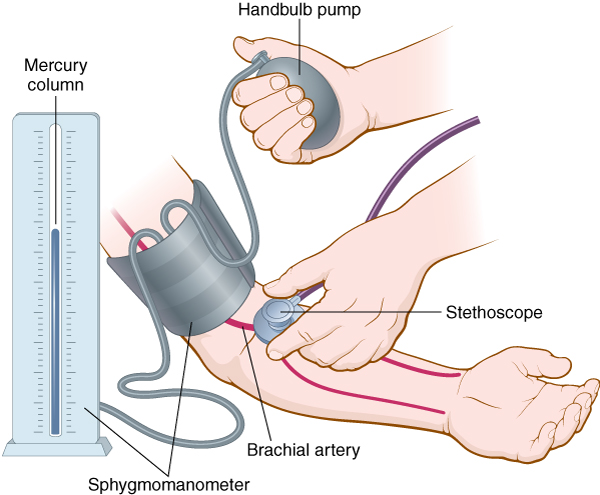 Handbulb pump
Mercury
column
Stethoscope
Brachial artery
Sphygmomanometer